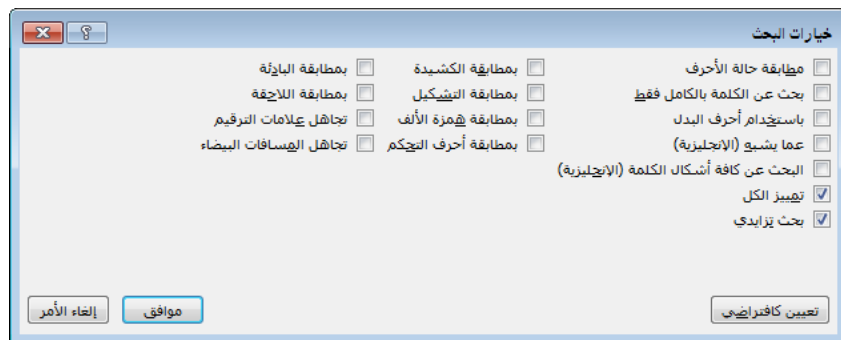 خيارات البحث
مطابقة حالة الأحرف
بحث عن الكلمة بالكامل فقط
باستخدام أحرف البدل
عما يشبه (الإنجليزية)
البحث عن كافة أشكال الكلمة (الإنجليزية)
تمييز الكل
بحث تزايدي
بمطابقة الكشيدة
بمطابقة التشكيل
بمطابقة همزة الألف
بمطابقة أحرف التحكم
بمطابقة البادئة
بمطابقة اللاحقة
تجاهل علامات الترقيم
تجاهل المسافات البيضاء
تعيين كافتراضي
موافق
إلغاء الأمر